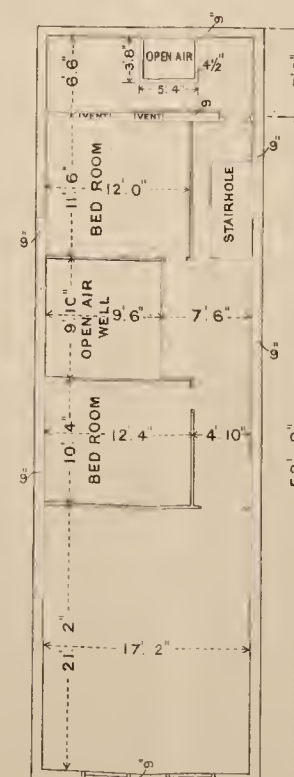 9"
OPEN AIR
3'.8"
4½"
5'.4"
6'.6"
9"
VENT
VENT
11'.6"
BED ROOM
12'.0"
STAIRHOLE
9"
9"
9'.10"
OPEN AIR
WELL
9'.6"
7'.6"
9"
10'.4"
BED ROOM
12'.4"
4'.10"
9"
21'.2"
17'.2"
9"